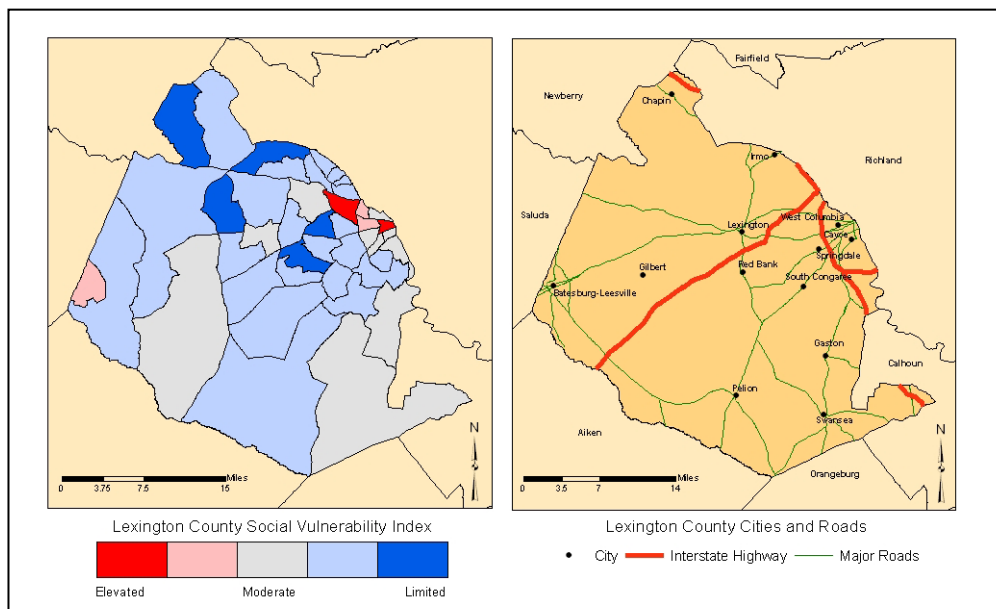 N
0 3.75 7.5 15
Miles
Lexington County Social Vulnerability Index
Elevated Moderate Limited
Fairfield
Newberry
Chapin
Irmo
Richland
Saluda
West Columbia
Lexington
Cayce
Springdale
Red Bank
Gilbert
South Congaree
Batesburg-Leesville
Gaston
Calhoun
Pelion
Swansea
Aiken
N
Orangeburg
Miles
0 3.5 7 14
Lexington County Cities and Roads
City Interstate Highway Major Roads